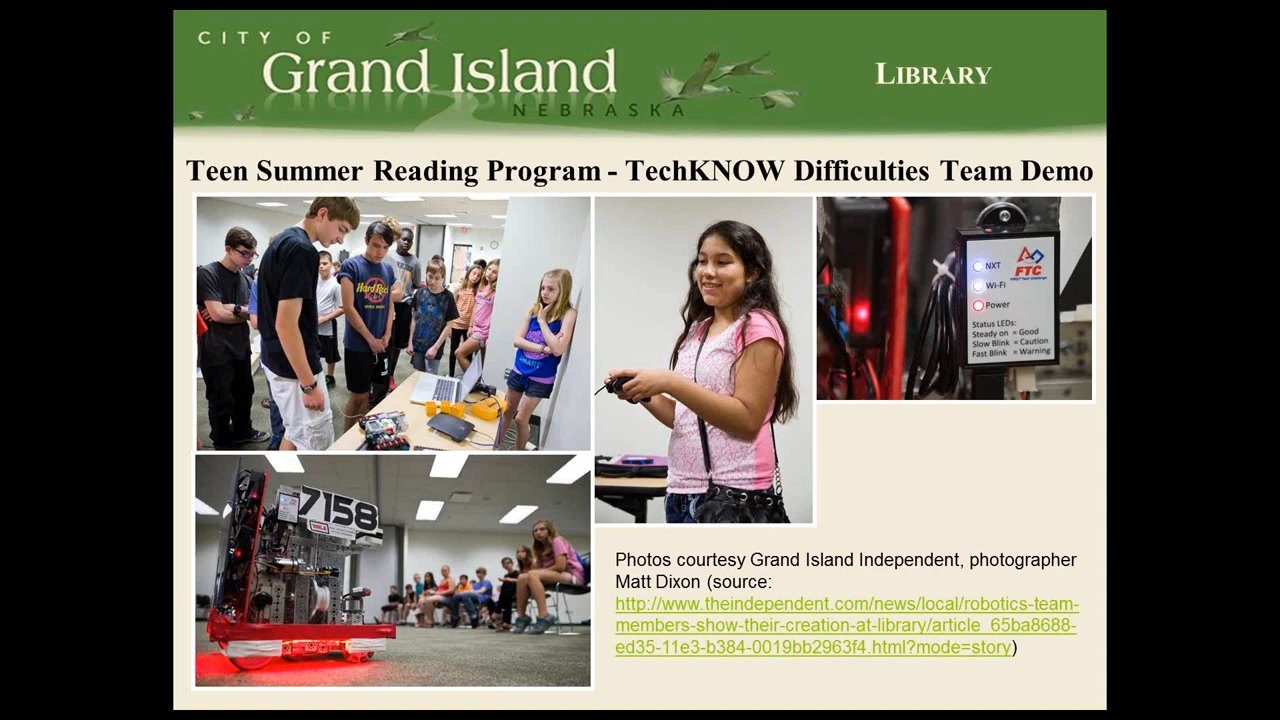 CITY OF
Grand Island
NEBRASKA
LIBRARY
Teen Summer Reading Program - TechKNOW Difficulties Team Demo
Hard Rock
NXT
FTC
Wi-Fi
Power
Status LEDs:
Steady on = Good
Slow Blink = Caution
Fast Blink = Warning
7158
Photos courtesy Grand Island Independent, photographer
Matt Dixon (source:
http://www.theindependent.com/news/local/robotics-team-
members-show-their-creation-at-library/article_65ba8688-
ed35-11e3-b384-0019bb2963f4.html?mode=story)